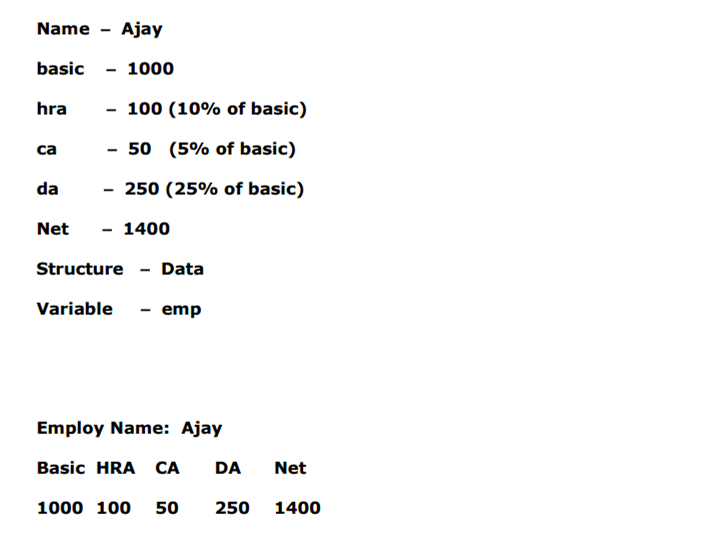 Name – Ajay
basic – 1000
hra – 100 (10% of basic)
ca – 50 (5% of basic)
da – 250 (25% of basic)
Net – 1400
Structure – Data
Variable – emp
Employ Name: Ajay
Basic HRA CA DA Net
1000 100 50 250 1400